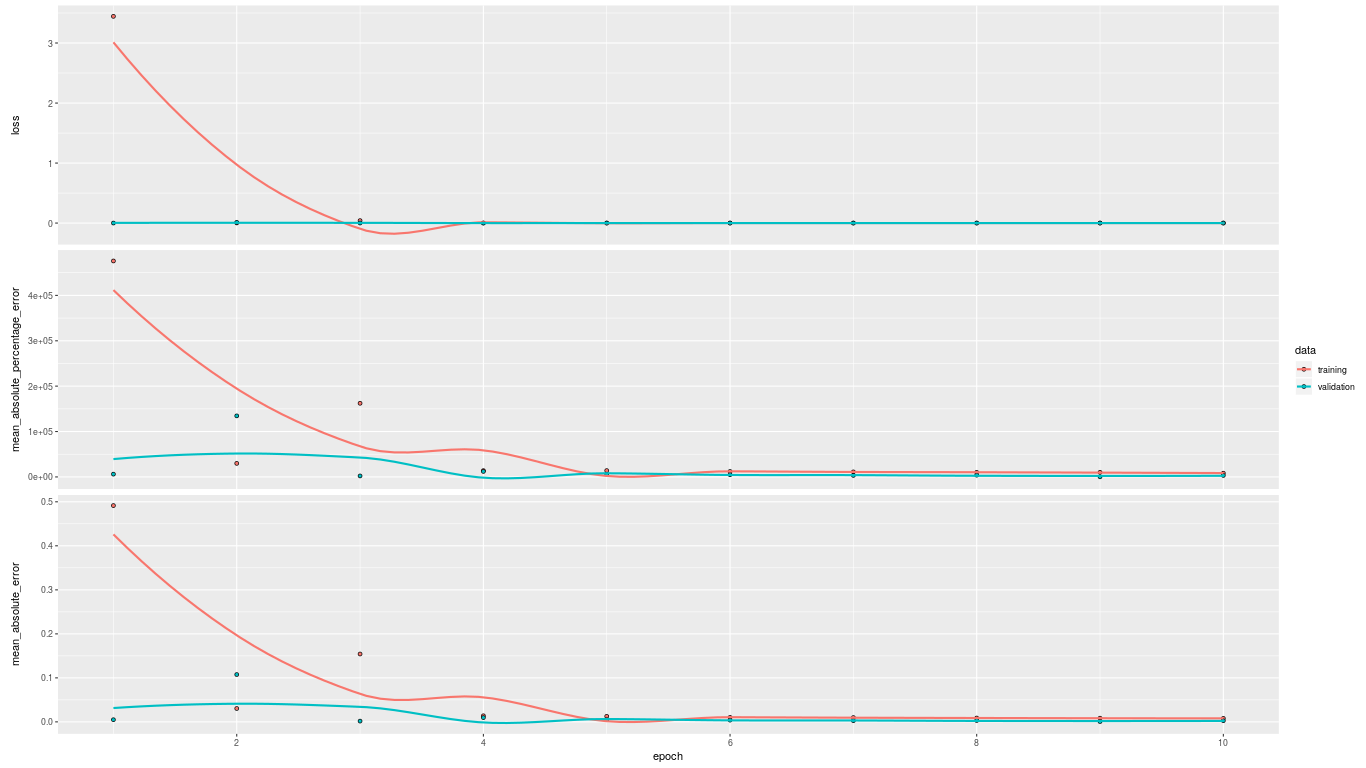 loss
3
2
1
0
mean_absolute_percentage_error
4e+05
3e+05
2e+05
1e+05
0e+00
mean_absolute_error
0.5
0.4
0.3
0.2
0.1
0.0
2 4 6 8 10
epoch
data
training
validation